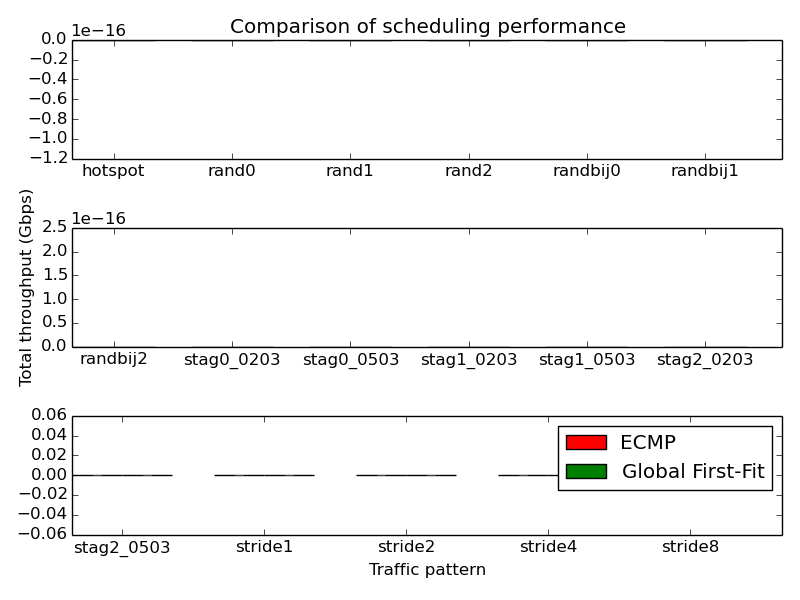 Comparison of scheduling performance
1e−16
0.0
−0.2
−0.4
−0.6
−0.8
−1.0
−1.2
hotspot rand0 rand1 rand2 randbij0 randbij1
Total throughput (Gbps)
1e−16
2.5
2.0
1.5
1.0
0.5
0.0
randbij2 stag0_0203 stag0_0503 stag1_0203 stag1_0503 stag2_0203
0.06
0.04
0.02
0.00
−0.02
−0.04
−0.06
ECMP
Global First-Fit
stag2_0503 stride1 stride2 stride4 stride8
Traffic pattern